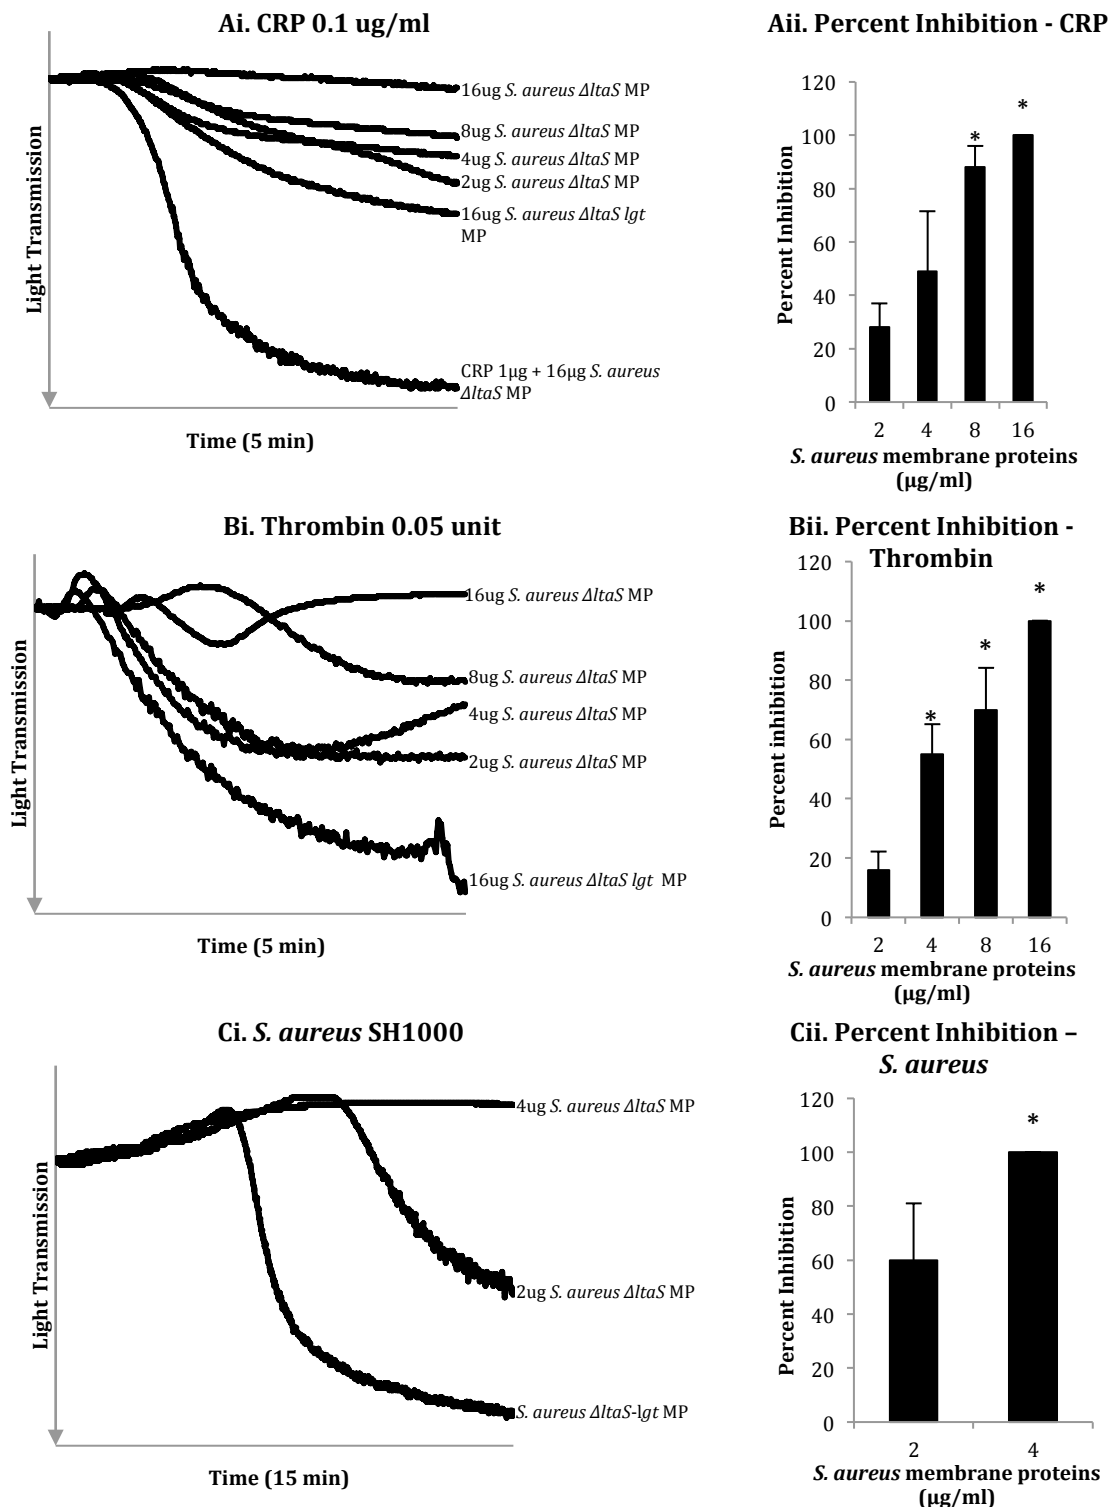 Ai. CRP 0.1 ug/ml
Light Transmission
16ug S. aureus ΔltaS MP
8ug S. aureus ΔltaS MP
4ug S. aureus ΔltaS MP
2ug S. aureus ΔltaS MP
16ug S. aureus ΔltaS lgt
MP
CRP 1μg + 16μg S. aureus
ΔltaS MP
Time (5 min)
Aii. Percent Inhibition - CRP
Percent Inhibition
120
100
80
60
40
20
0
* *
2 4 8 16
S. aureus membrane proteins
(μg/ml)
Bi. Thrombin 0.05 unit
Light Transmission
16ug S. aureus ΔltaS MP
8ug S. aureus ΔltaS MP
4ug S. aureus ΔltaS MP
2ug S. aureus ΔltaS MP
16ug S. aureus ΔltaS lgt MP
Time (5 min)
Bii. Percent Inhibition -
Thrombin
Percent inhibition
120
100
80
60
40
20
0
* * *
2 4 8 16
S. aureus membrane proteins
(μg/ml)
Ci. S. aureus SH1000
Light Transmission
4ug S. aureus ΔltaS MP
2ug S. aureus ΔltaS MP
S. aureus ΔltaS-lgt MP
Time (15 min)
Cii. Percent Inhibition –
S. aureus
Percent Inhibition
120
100
80
60
40
20
0
*
2 4
S. aureus membrane proteins
(μg/ml)